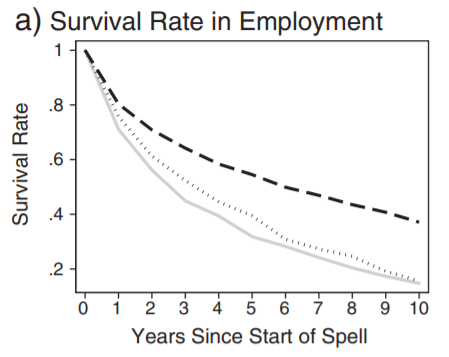 a) Survival Rate in Employment
1
.8
.6
.4
.2
Survival Rate
0 1 2 3 4 5 6 7 8 9 10
Years Since Start of Spell